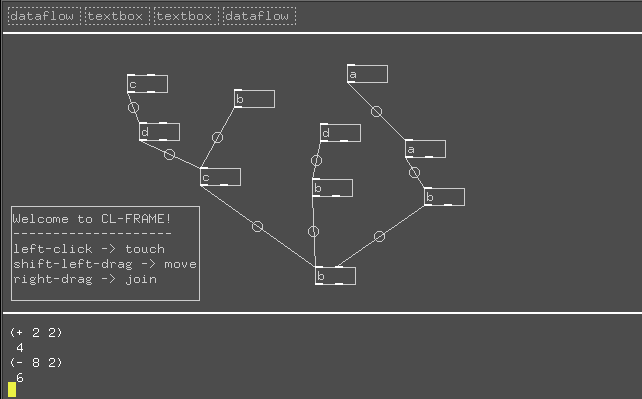 dataflow textbox textbox dataflow
a
c
b
d
d
a
c
b
b
b
Welcome to CL-FRAME!
--------------------
left-click -> touch
shift-left-drag -> move
right-drag -> join
(+ 2 2)
4
(- 8 2)
6